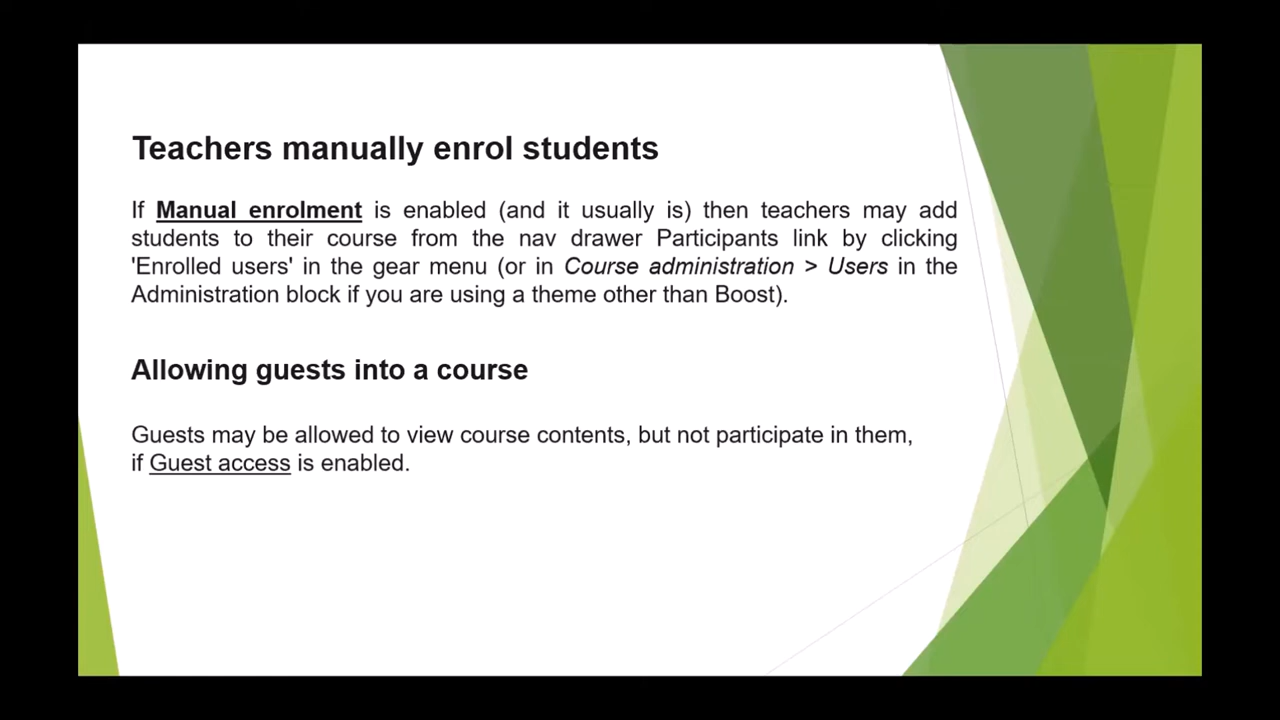 Teachers manually enrol students
If Manual enrolment is enabled (and it usually is) then teachers may add
students to their course from the nav drawer Participants link by clicking
'Enrolled users' in the gear menu (or in Course administration > Users in the
Administration block if you are using a theme other than Boost).
Allowing guests into a course
Guests may be allowed to view course contents, but not participate in them,
if Guest access is enabled.